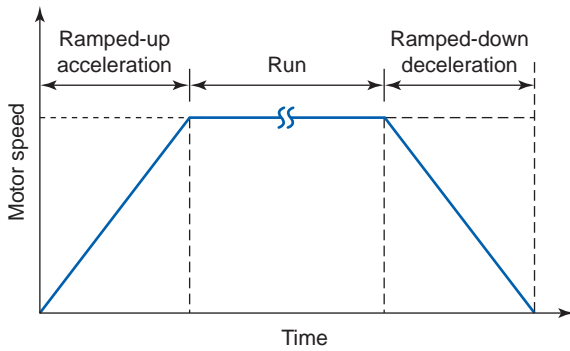 Ramped-up
acceleration
Run
Ramped-down
deceleration
Motor speed
Time